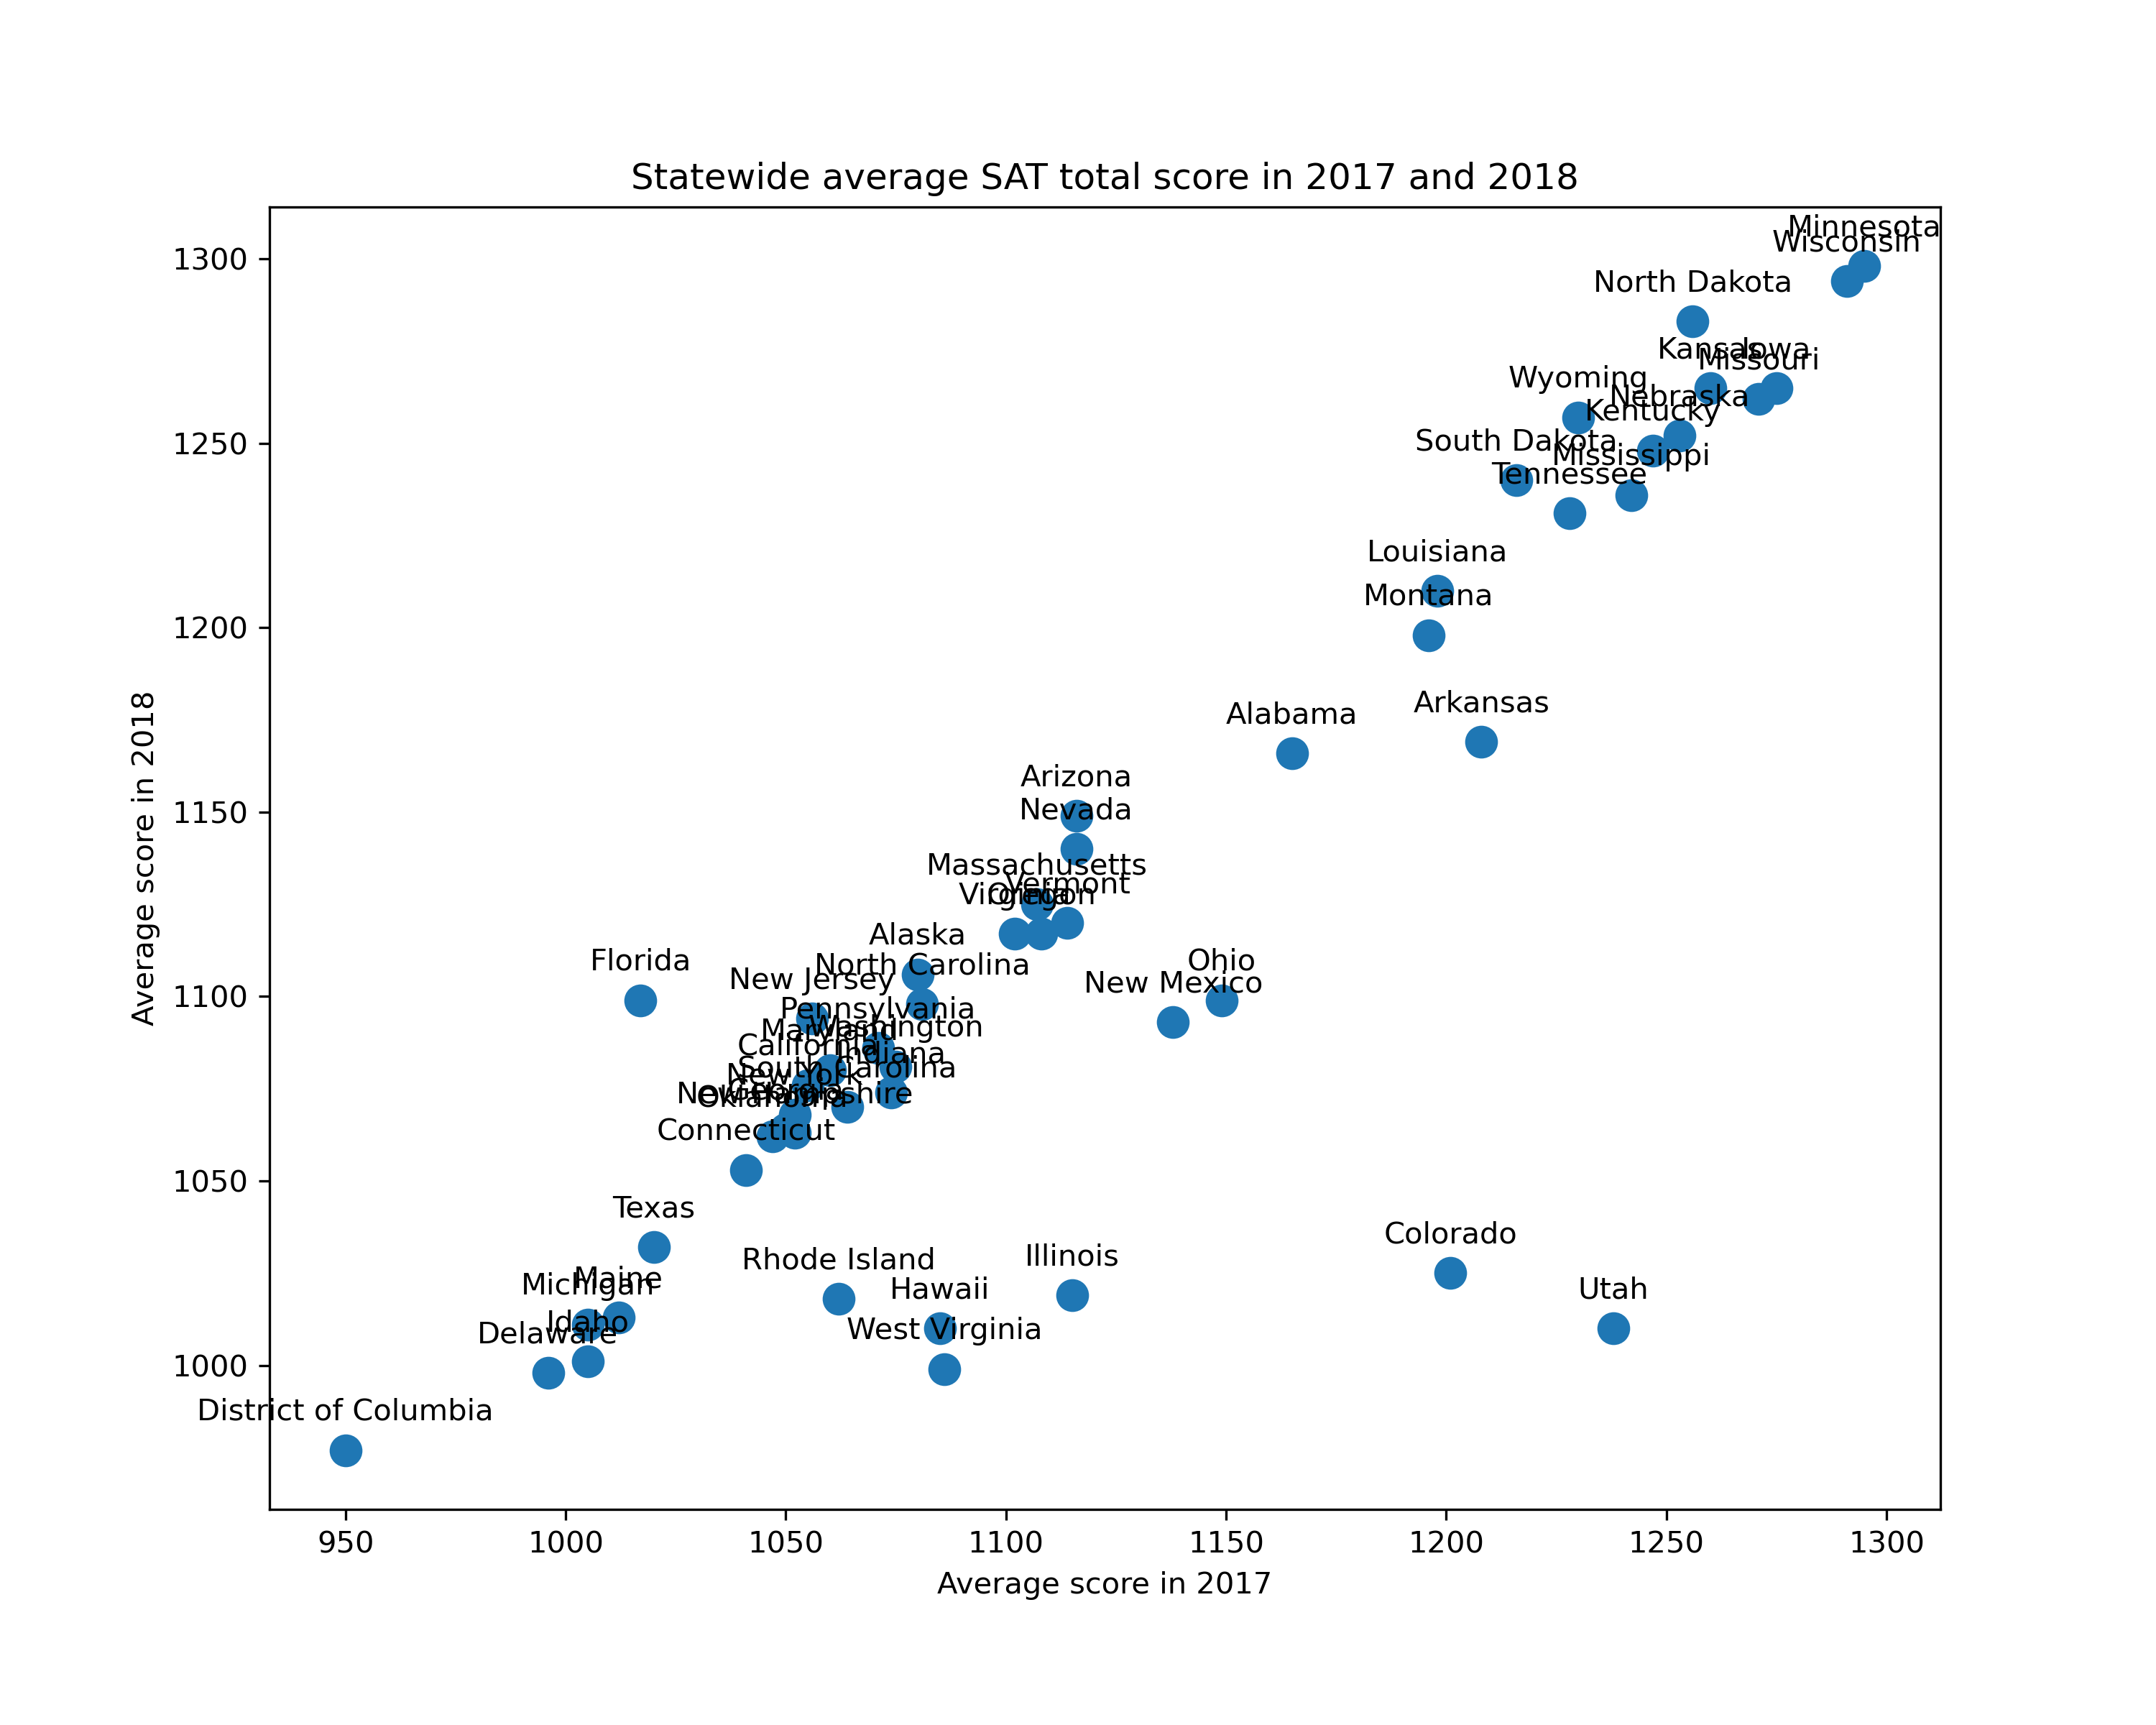 Statewide average SAT total score in 2017 and 2018
Minnesota
Wisconsin
North Dakota
Kansas
Iowa
Missouri
Wyoming
Nebraska
Kentucky
South Dakota
Mississippi
Tennessee
Louisiana
Montana
Arkansas
Alabama
Arizona
Nevada
Massachusetts
Vermont
Virginia
Oregon
Alaska
Florida
North Carolina
Ohio
New Jersey
New Mexico
Pennsylvania
Washington
Maryland
California
Indiana
South Carolina
New York
Georgia
New Hampshire
Oklahoma
Connecticut
Texas
Rhode Island
Illinois
Colorado
Maine
Michigan
Hawaii
Utah
Idaho
Delaware
West Virginia
District of Columbia
1300
1250
1200
1150
1100
1050
1000
Average score in 2018
950 1000 1050 1100 1150 1200 1250 1300
Average score in 2017